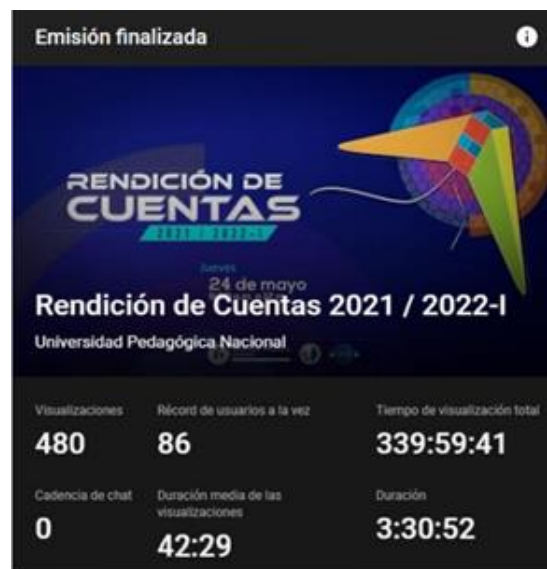 Emisión finalizada
RENDICIÓN DE
CUENTAS
2021 / 2022-I
Jueves
24 de mayo
Rendición de Cuentas 2021 / 2022-I
Universidad Pedagógica Nacional
Visualizaciones
Récord de usuarios a la vez
Tiempo de visualización total
480
86
339:59:41
Cadencia de chat
Duración media de las
visualizaciones
Duración
0
42:29
3:30:52